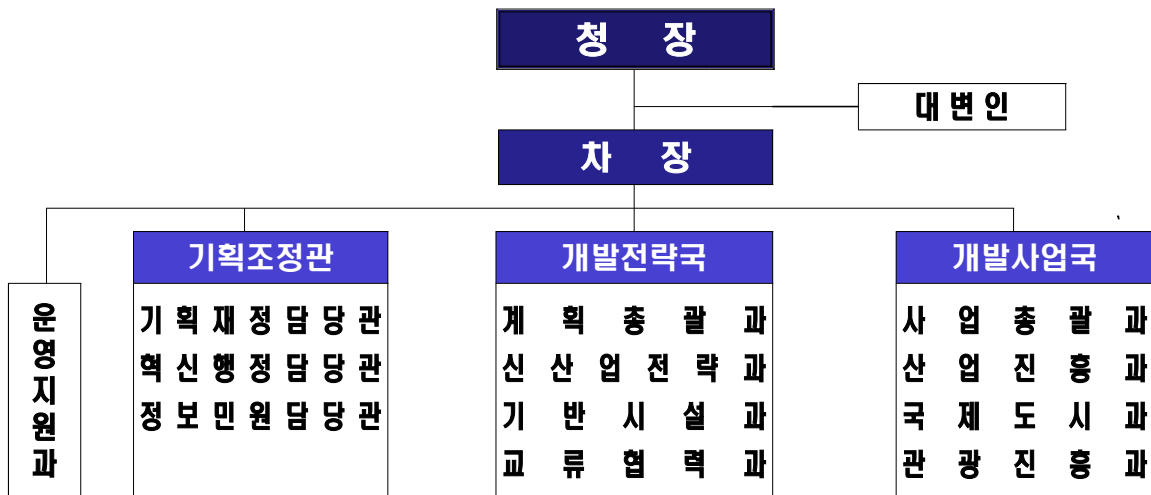 청 장
대 변 인
차 장
운영지원과
기획조정관
기 획 재 정 담 당 관
혁 신 행 정 담 당 관
정 보 민 원 담 당 관
개발전략국
계 획 총 괄 과
신 산 업 전 략 과
기 반 시 설 과
교 류 협 력 과
개발사업국
사 업 총 괄 과
산 업 진 흥 과
국 제 도 시 과
관 광 진 흥 과